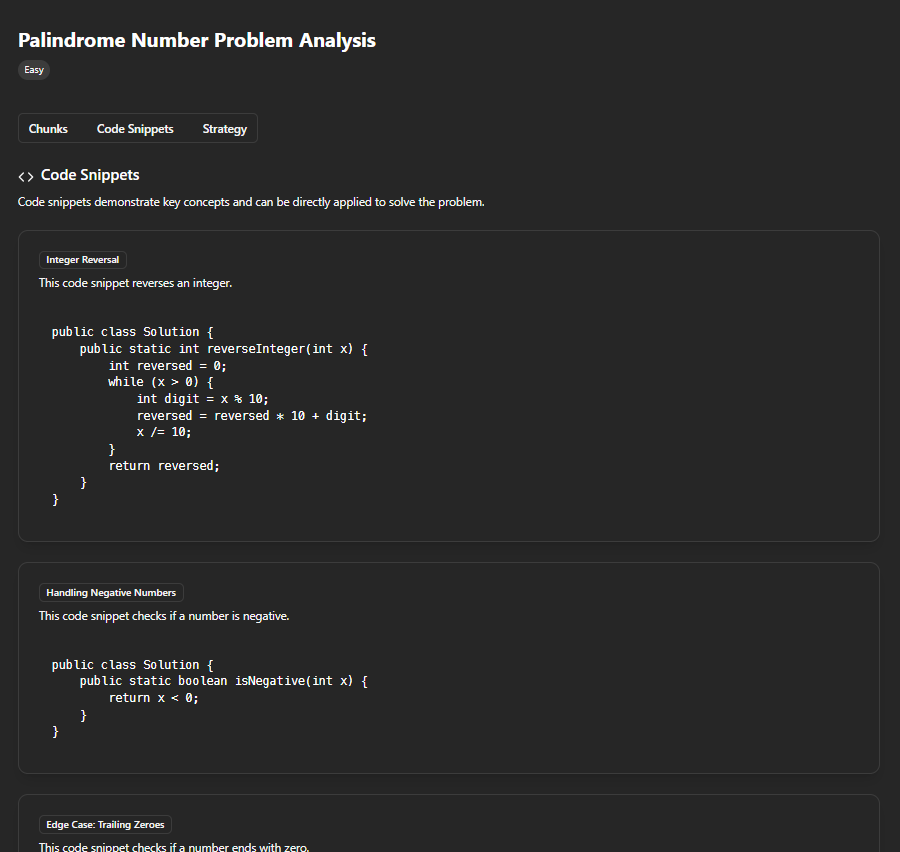 Palindrome Number Problem Analysis
Easy
Chunks Code Snippets Strategy
<> Code Snippets
Code snippets demonstrate key concepts and can be directly applied to solve the problem.
Integer Reversal
This code snippet reverses an integer.
public class Solution {
    public static int reverseInteger(int x) {
        int reversed = 0;
        while (x > 0) {
            int digit = x % 10;
            reversed = reversed * 10 + digit;
            x /= 10;
        }
        return reversed;
    }
}
Handling Negative Numbers
This code snippet checks if a number is negative.
public class Solution {
    public static boolean isNegative(int x) {
        return x < 0;
    }
}
Edge Case: Trailing Zeroes
This code snippet checks if a number ends with zero.